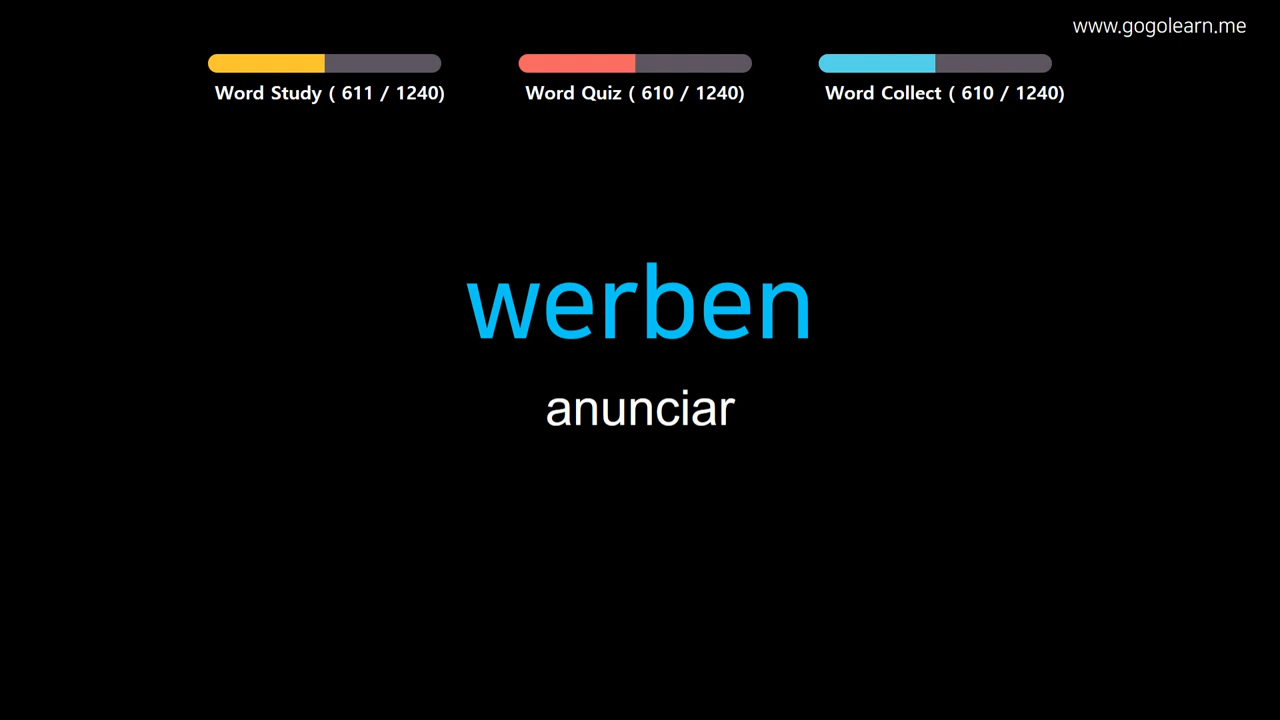 www.gogolearn.me
Word Study ( 611 / 1240)
Word Quiz ( 610 / 1240)
Word Collect ( 610 / 1240)
werben
anunciar